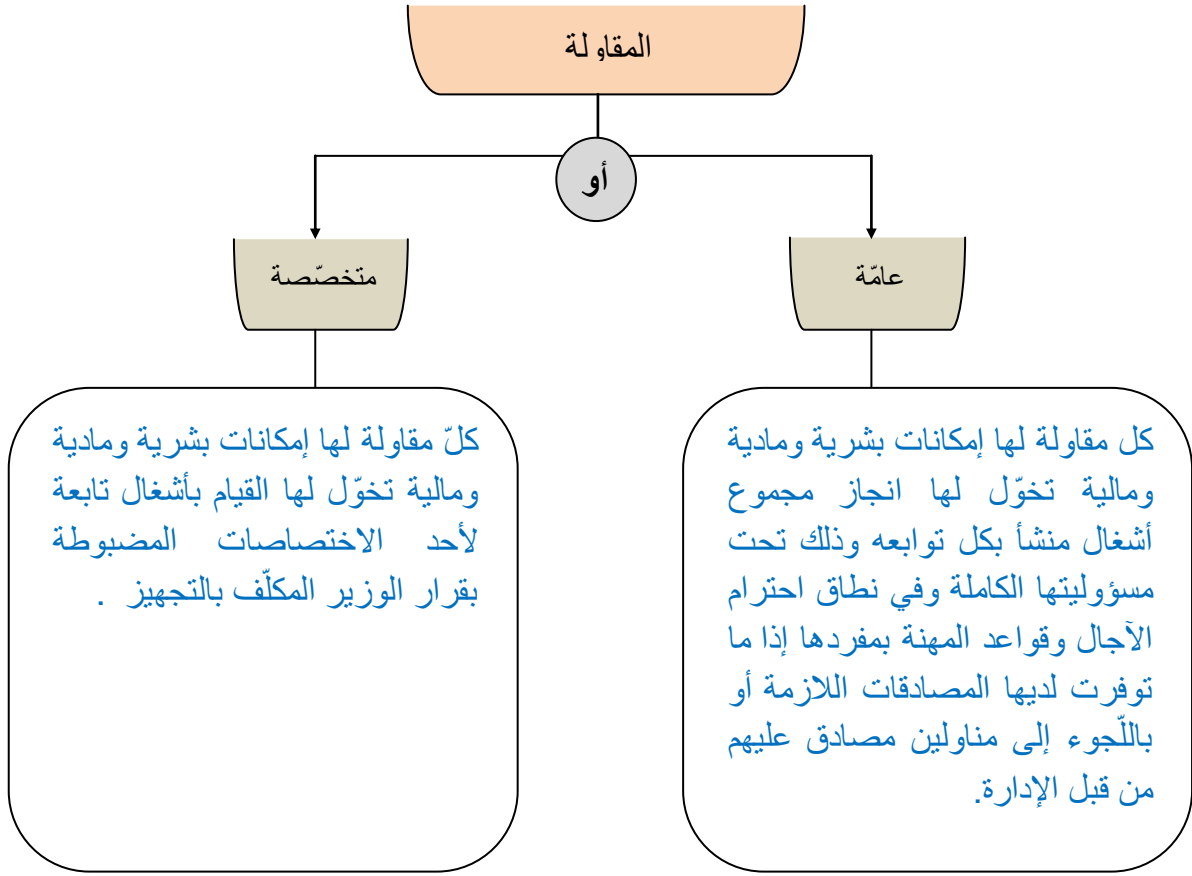 المقاولة
أو
عامّة
متخصّصة
كل مقاولة لها إمكانات بشرية ومادية
ومالية تخوّل لها انجاز مجموع
أشغال منشأ بكل توابعه وذلك تحت
مسؤوليتها الكاملة وفي نطاق احترام
الآجال وقواعد المهنة بمفردها إذا ما
توفرت لديها المصادقات اللازمة أو
باللّجوء إلى مناولين مصادق عليهم
من قبل الإدارة.
كلّ مقاولة لها إمكانات بشرية ومادية
ومالية تخوّل لها القيام بأشغال تابعة
لأحد الاختصاصات المضبوطة
بقرار الوزير المكلّف بالتجهيز .